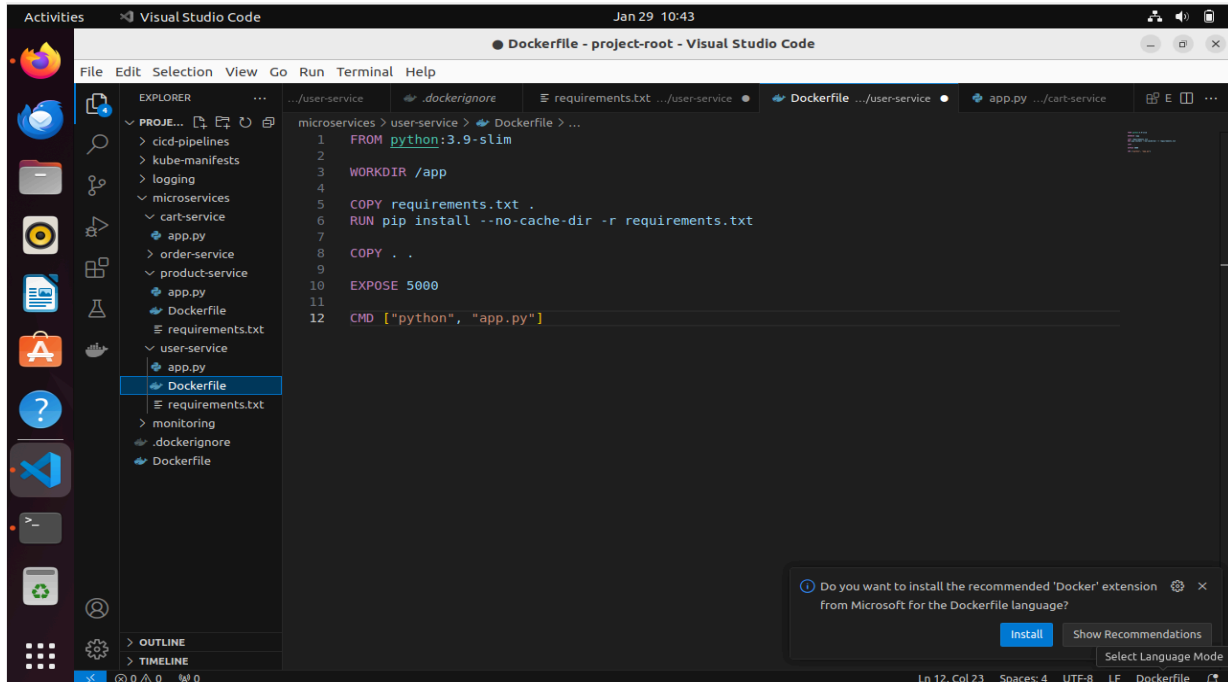 Activities
Visual Studio Code
Jan 29 10:43
Dockerfile - project-root - Visual Studio Code
File Edit Selection View Go Run Terminal Help
EXPLORER
.../user-service
.dockerignore
requirements.txt .../user-service
Dockerfile .../user-service
app.py .../cart-service
E
4
PROJE...
microservices > user-service > Dockerfile > ...
cicd-pipelines
kube-manifests
logging
microservices
cart-service
app.py
order-service
product-service
app.py
Dockerfile
requirements.txt
user-service
app.py
Dockerfile
requirements.txt
monitoring
.dockerignore
Dockerfile
OUTLINE
TIMELINE
1 FROM python:3.9-slim
2
3 WORKDIR /app
4
5 COPY requirements.txt .
6 RUN pip install --no-cache-dir -r requirements.txt
7
8 COPY . .
9
10 EXPOSE 5000
11
12 CMD ["python", "app.py"]
Do you want to install the recommended 'Docker' extension
from Microsoft for the Dockerfile language?
Install
Show Recommendations
Select Language Mode
0 0 0
Ln 12, Col 23 Spaces: 4 UTF-8 LF Dockerfile